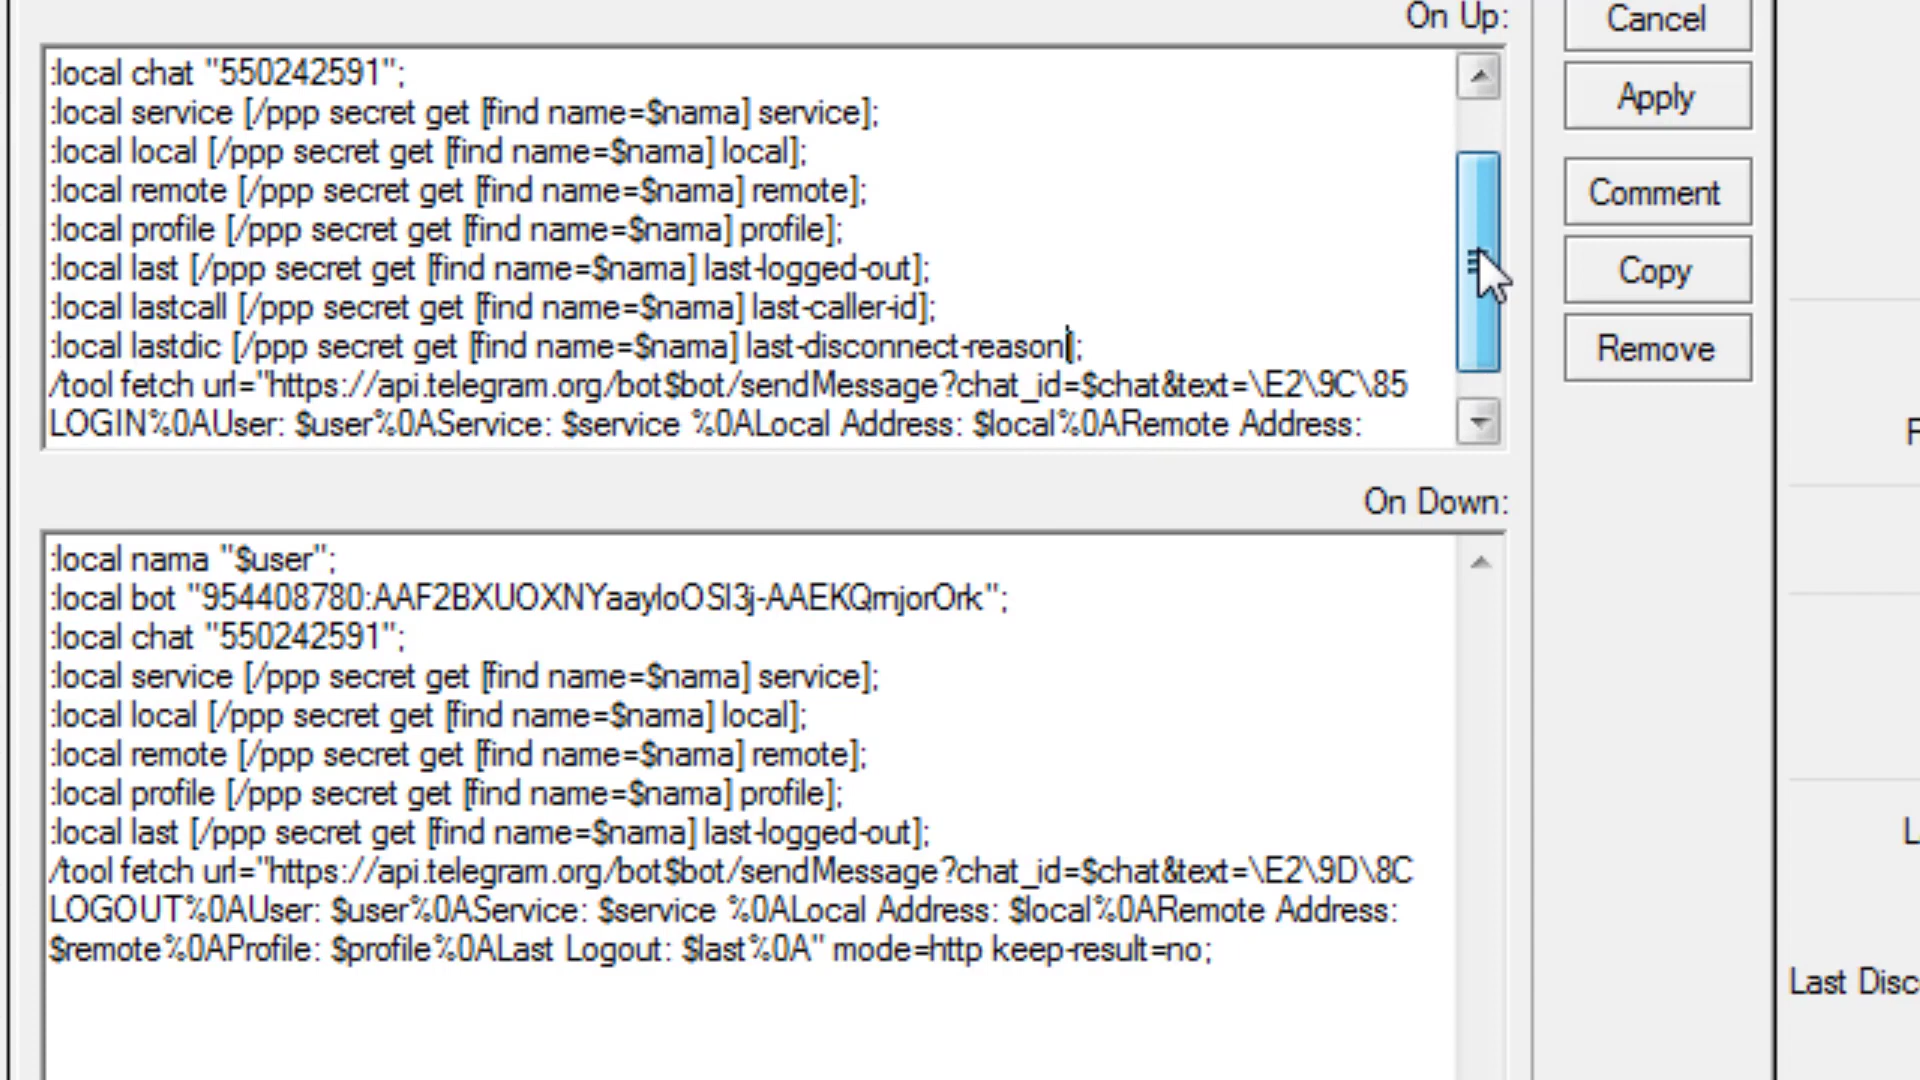 On Up:
Cancel
:local chat "550242591";
Apply
:local service [/ppp secret get [find name=$nama] service];
:local local [/ppp secret get [find name=$nama] local];
:local remote [/ppp secret get [find name=$nama] remote];
Comment
:local profile [/ppp secret get [find name=$nama] profile];
:local last [/ppp secret get [find name=$nama] last-logged-out];
Copy
:local lastcall [/ppp secret get [find name=$nama] last-caller-id];
:local lastdic [/ppp secret get [find name=$nama] last-disconnect-reason];
Remove
/tool fetch url="https://api.telegram.org/bot$bot/sendMessage?chat_id=$chat&text=\E2\9C\85
LOGIN%0AUser: $user%0AService: $service %0ALocal Address: $local%0ARemote Address:
On Down:
:local nama "$user";
:local bot "954408780:AAF2BXUOXNYaayloOSI3j-AAEKQmjorOrk";
:local chat "550242591";
:local service [/ppp secret get [find name=$nama] service];
:local local [/ppp secret get [find name=$nama] local];
:local remote [/ppp secret get [find name=$nama] remote];
:local profile [/ppp secret get [find name=$nama] profile];
:local last [/ppp secret get [find name=$nama] last-logged-out];
/tool fetch url="https://api.telegram.org/bot$bot/sendMessage?chat_id=$chat&text=\E2\9D\8C
LOGOUT%0AUser: $user%0AService: $service %0ALocal Address: $local%0ARemote Address:
$remote%0AProfile: $profile%0ALast Logout: $last%0A" mode=http keep-result=no;
Last Disc